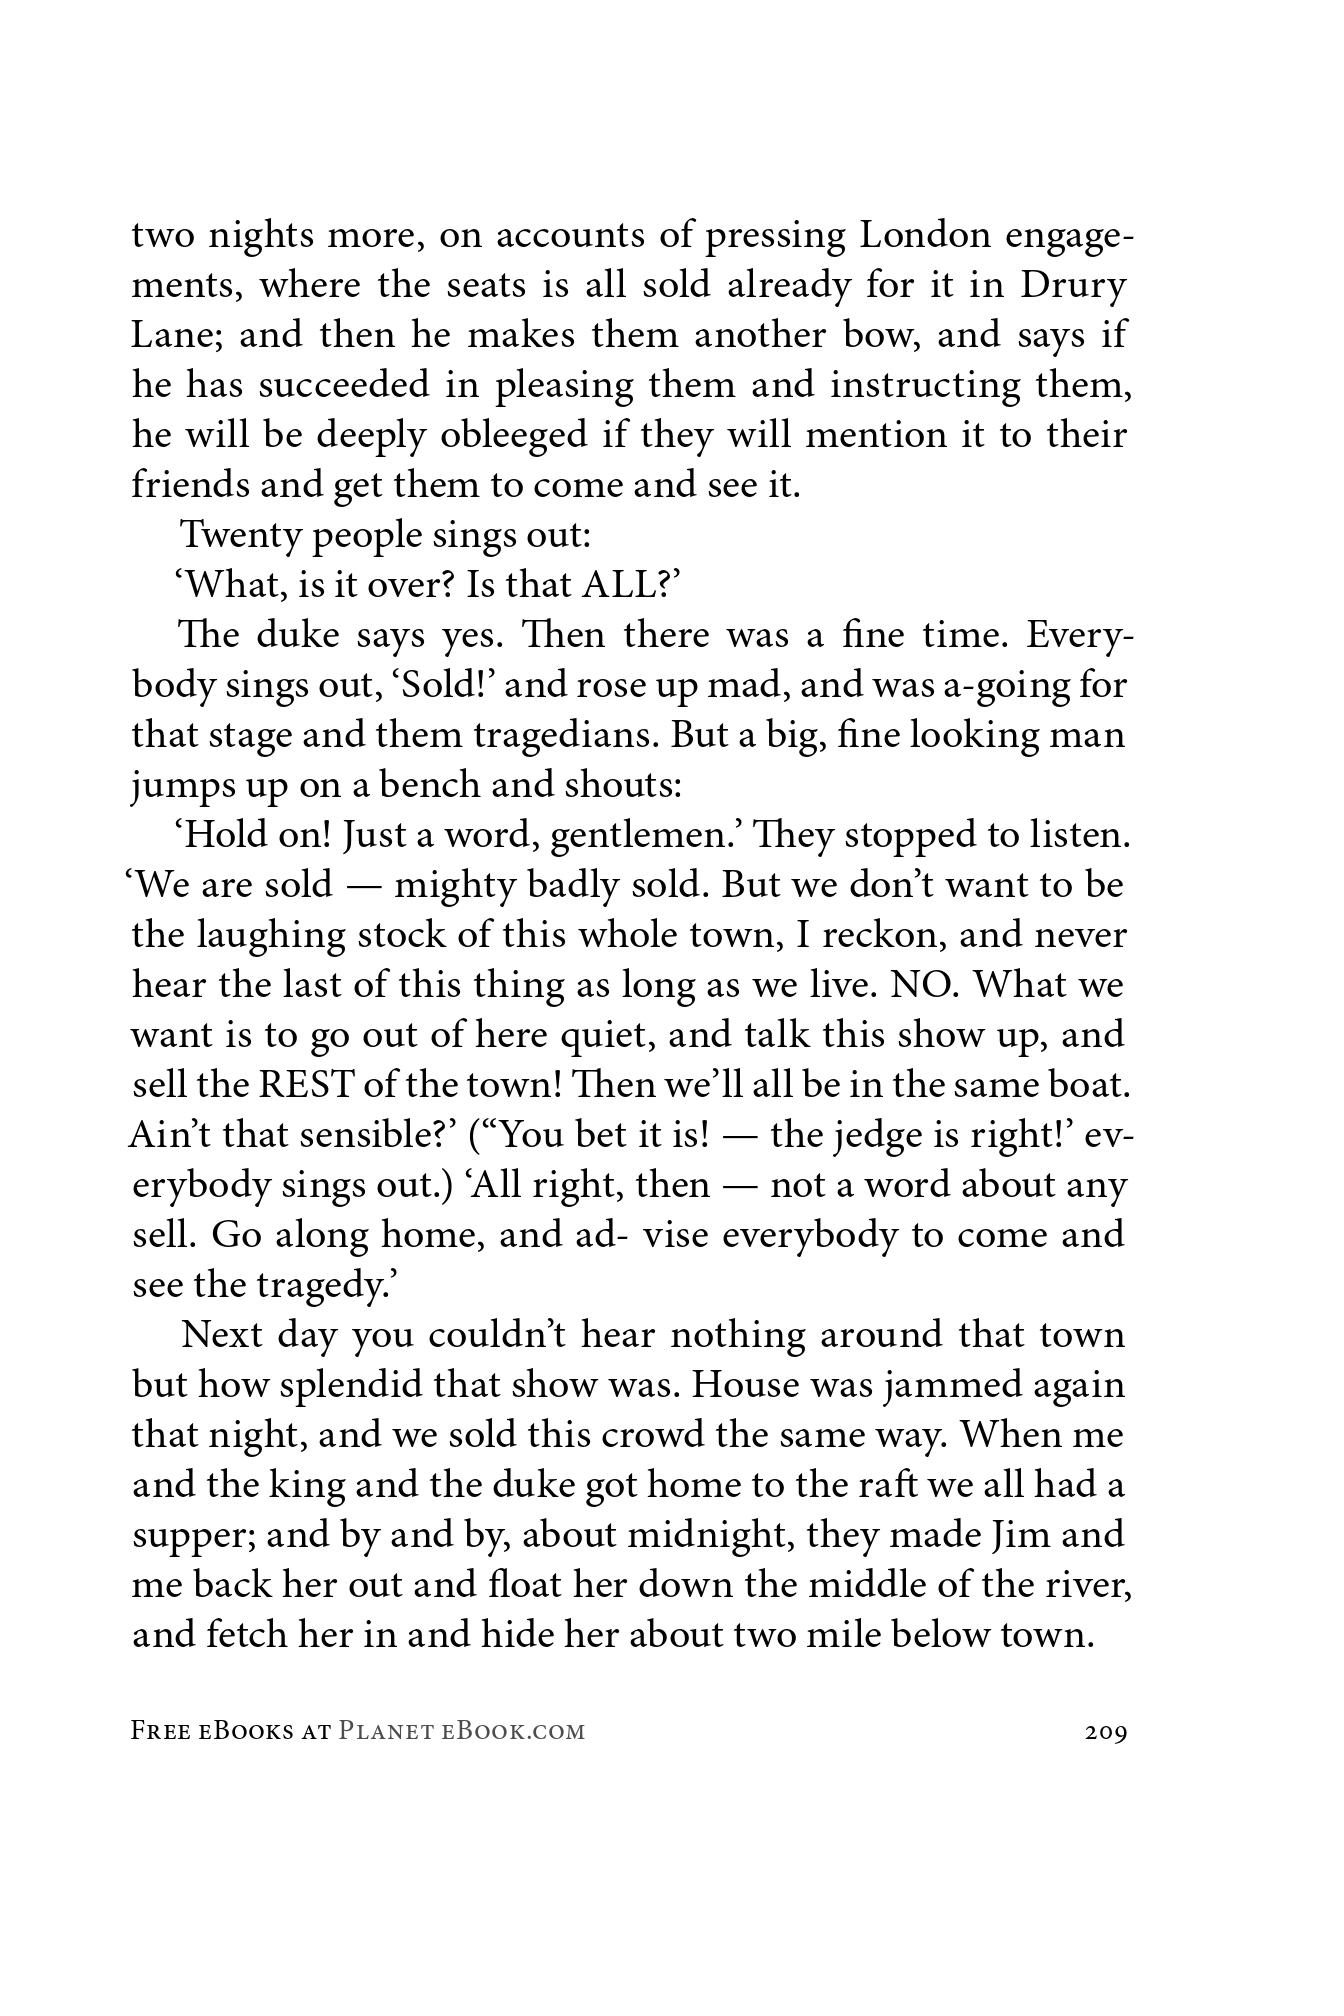 two nights more, on accounts of pressing London engage-
ments, where the seats is all sold already for it in Drury
Lane; and then he makes them another bow, and says if
he has succeeded in pleasing them and instructing them,
he will be deeply obleeged if they will mention it to their
friends and get them to come and see it.
Twenty people sings out:
‘What, is it over? Is that ALL?’
The duke says yes. Then there was a fine time. Every-
body sings out, ‘Sold!’ and rose up mad, and was a-going for
that stage and them tragedians. But a big, fine looking man
jumps up on a bench and shouts:
‘Hold on! Just a word, gentlemen.’ They stopped to listen.
‘We are sold — mighty badly sold. But we don’t want to be
the laughing stock of this whole town, I reckon, and never
hear the last of this thing as long as we live. NO. What we
want is to go out of here quiet, and talk this show up, and
sell the REST of the town! Then we’ll all be in the same boat.
Ain’t that sensible?’ (“You bet it is! — the jedge is right!’ ev-
erybody sings out.) ‘All right, then — not a word about any
sell. Go along home, and ad- vise everybody to come and
see the tragedy.’
Next day you couldn’t hear nothing around that town
but how splendid that show was. House was jammed again
that night, and we sold this crowd the same way. When me
and the king and the duke got home to the raft we all had a
supper; and by and by, about midnight, they made Jim and
me back her out and float her down the middle of the river,
and fetch her in and hide her about two mile below town.
Free eBooks at Planet eBook.com 209